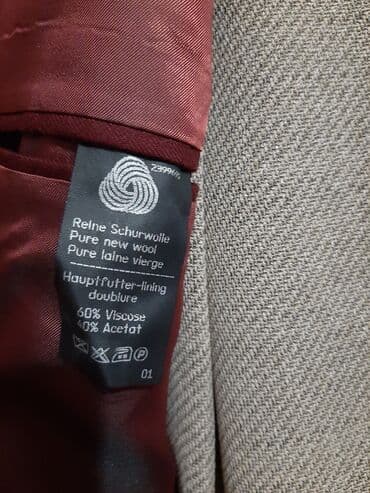 Reine Schurwolle
Pure new wool
Pure laine vierge
Hauptfutter-lining
doublure
60% Viscose
40% Acetat
P
01